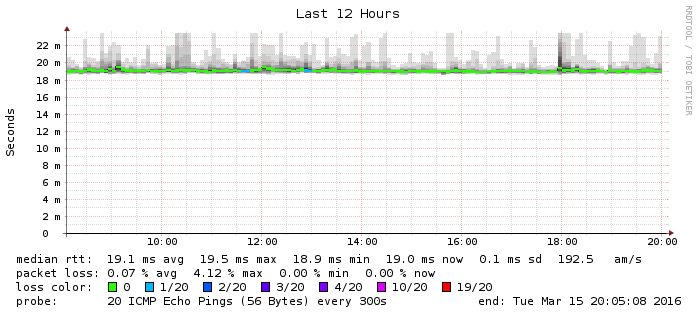 Last 12 Hours
RRDTOOL / TOBI OETIKER
Seconds
22 m
20 m
18 m
16 m
14 m
12 m
10 m
8 m
6 m
4 m
2 m
0
10:00 12:00 14:00 16:00 18:00 20:00
median rtt: 19.1 ms avg 19.5 ms max 18.9 ms min 19.0 ms now 0.1 ms sd 192.5 am/s
packet loss: 0.07 % avg 4.12 % max 0.00 % min 0.00 % now
loss color: 0 1/20 2/20 3/20 4/20 10/20 19/20
probe: 20 ICMP Echo Pings (56 Bytes) every 300s end: Tue Mar 15 20:05:08 2016